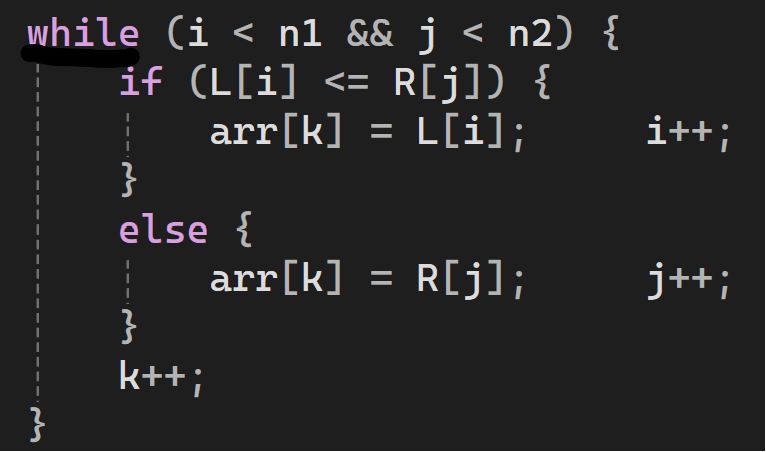 while (i < n1 && j < n2) {
if (L[i] <= R[j]) {
arr[k] = L[i]; i++;
}
else {
arr[k] = R[j]; j++;
}
k++;
}